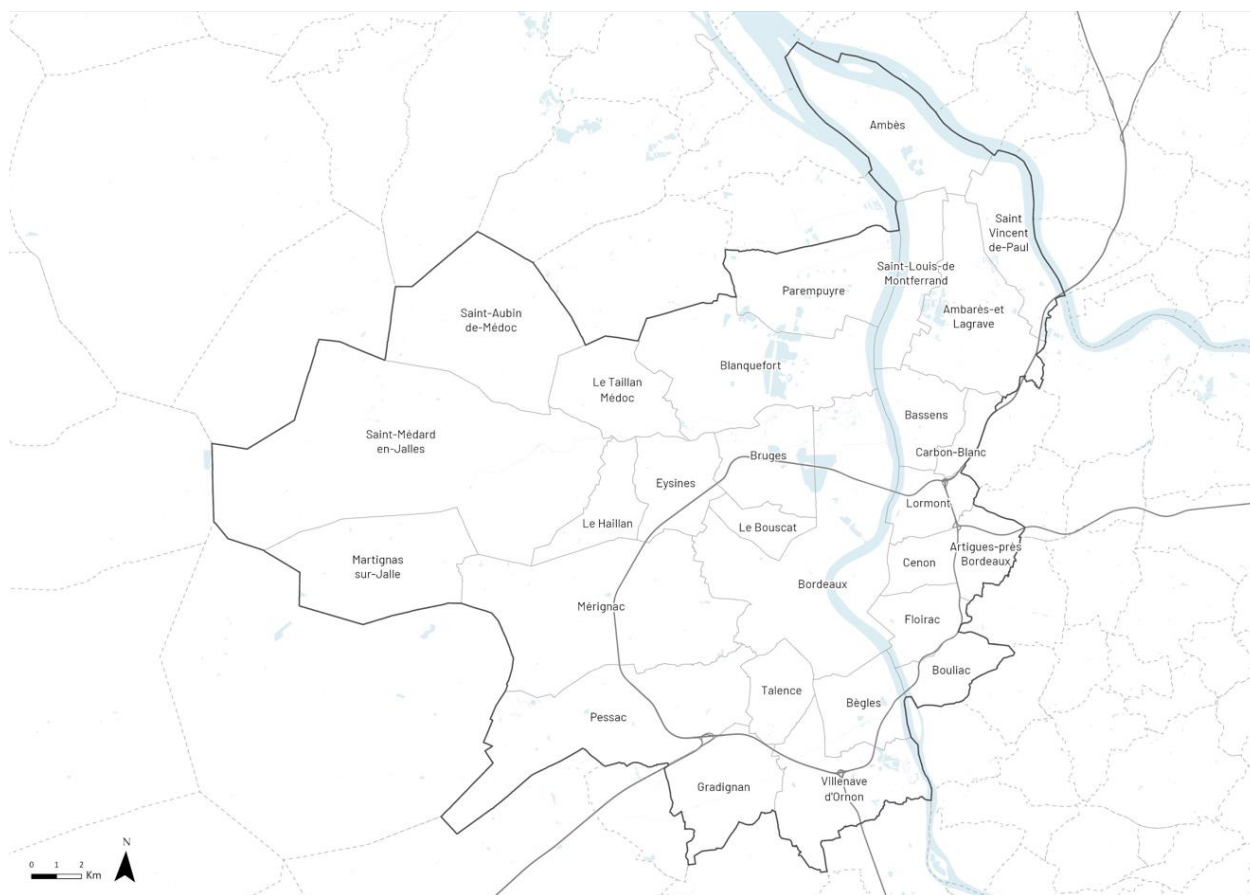 Ambès
Saint
Vincent
de-Paul
Saint-Louis-de
Montferrand
Parempuyre
Ambarès-et
Lagrave
Saint-Aubin
de-Médoc
Blanquefort
Le Taillan
Médoc
Bassens
Saint-Médard
en-Jalles
Carbon-Blanc
Bruges
Eysines
Lormont
Le Haillan
Le Bouscat
Artigues-près
Bordeaux
Martignas
sur-Jalle
Cenon
Bordeaux
Mérignac
Floirac
Bouliac
Talence
Bègles
Pessac
Gradignan
Villenave
d'Ornon
N
0 1 2
Km